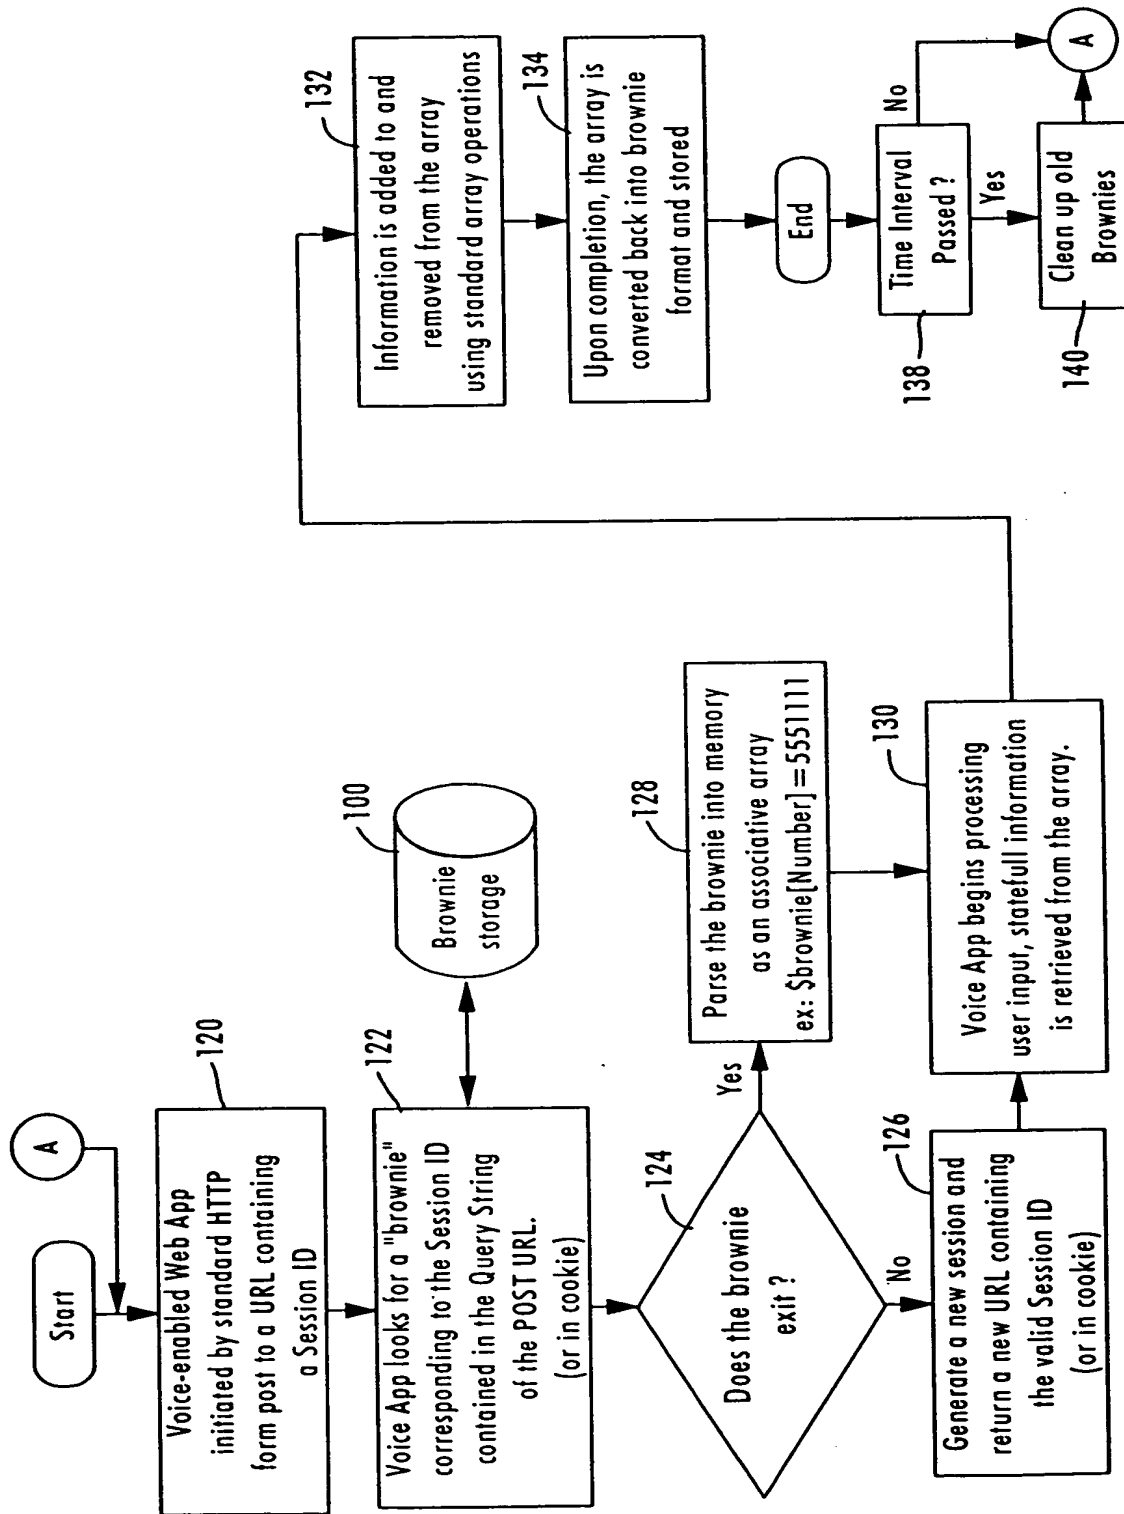 Start
A
120
Voice-enabled Web App
initiated by standard HTTP
form post to a URL containing
a Session ID
122
Voice App looks for a "brownie"
corresponding to the Session ID
contained in the Query String
of the POST URL.
(or in cookie)
100
Brownie
storage
124
Does the brownie
exit ?
Yes
No
128
Parse the brownie into memory
as an associative array
ex: $brownie[Number]=5551111
126
Generate a new session and
return a new URL containing
the valid Session ID
(or in cookie)
130
Voice App begins processing
user input, statefull information
is retrieved from the array.
132
Information is added to and
removed from the array
using standard array operations
134
Upon completion, the array is
converted back into brownie
format and stored
End
Time Interval
Passed ?
138
No
Yes
Clean up old
Brownies
140
A